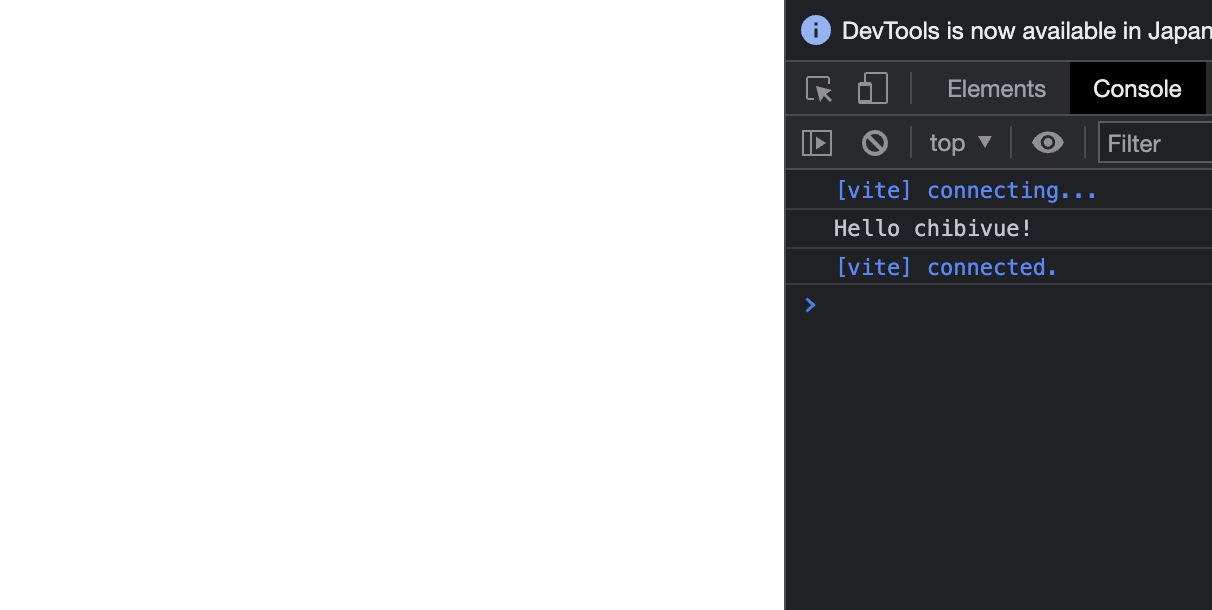 DevTools is now available in Japan
Elements Console
top Filter
[vite] connecting...
Hello chibivue!
[vite] connected.